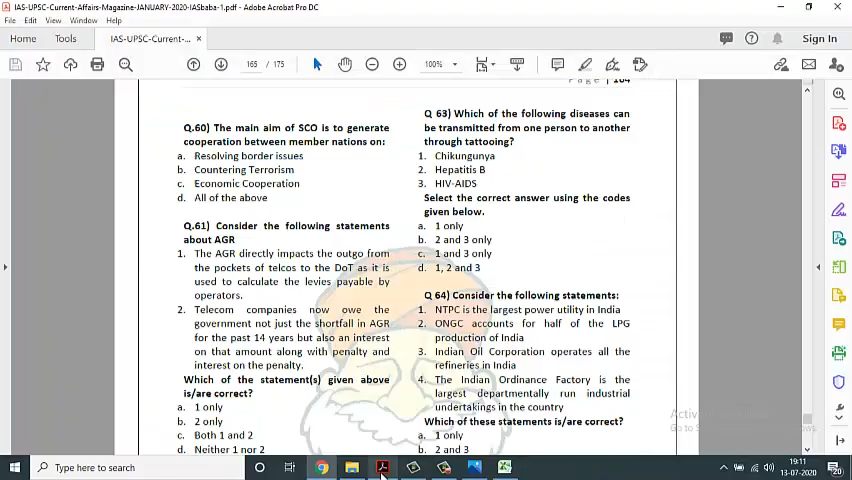 IAS-UPSC-Current-Affairs-Magazine-JANUARY-2020-IASbaba-1.pdf - Adobe Acrobat Pro DC
File Edit View Window Help
Home Tools IAS-UPSC-Current-... × Sign In
165 / 175 100%
Page | 164
Q.60) The main aim of SCO is to generate
cooperation between member nations on:
a. Resolving border issues
b. Countering Terrorism
c. Economic Cooperation
d. All of the above
Q.61) Consider the following statements
about AGR
1. The AGR directly impacts the outgo from
the pockets of telcos to the DoT as it is
used to calculate the levies payable by
operators.
2. Telecom companies now owe the
government not just the shortfall in AGR
for the past 14 years but also an interest
on that amount along with penalty and
interest on the penalty.
Which of the statement(s) given above
is/are correct?
a. 1 only
b. 2 only
c. Both 1 and 2
d. Neither 1 nor 2
Q 63) Which of the following diseases can
be transmitted from one person to another
through tattooing?
1. Chikungunya
2. Hepatitis B
3. HIV-AIDS
Select the correct answer using the codes
given below.
a. 1 only
b. 2 and 3 only
c. 1 and 3 only
d. 1, 2 and 3
Q 64) Consider the following statements:
1. NTPC is the largest power utility in India
2. ONGC accounts for half of the LPG
production of India
3. Indian Oil Corporation operates all the
refineries in India
4. The Indian Ordinance Factory is the
largest departmentally run industrial
undertakings in the country
Which of these statements is/are correct?
a. 1 only
b. 2 and 3
Activate Windows
Go to Settings to activate Windows.
Type here to search
19:11
13-07-2020
20